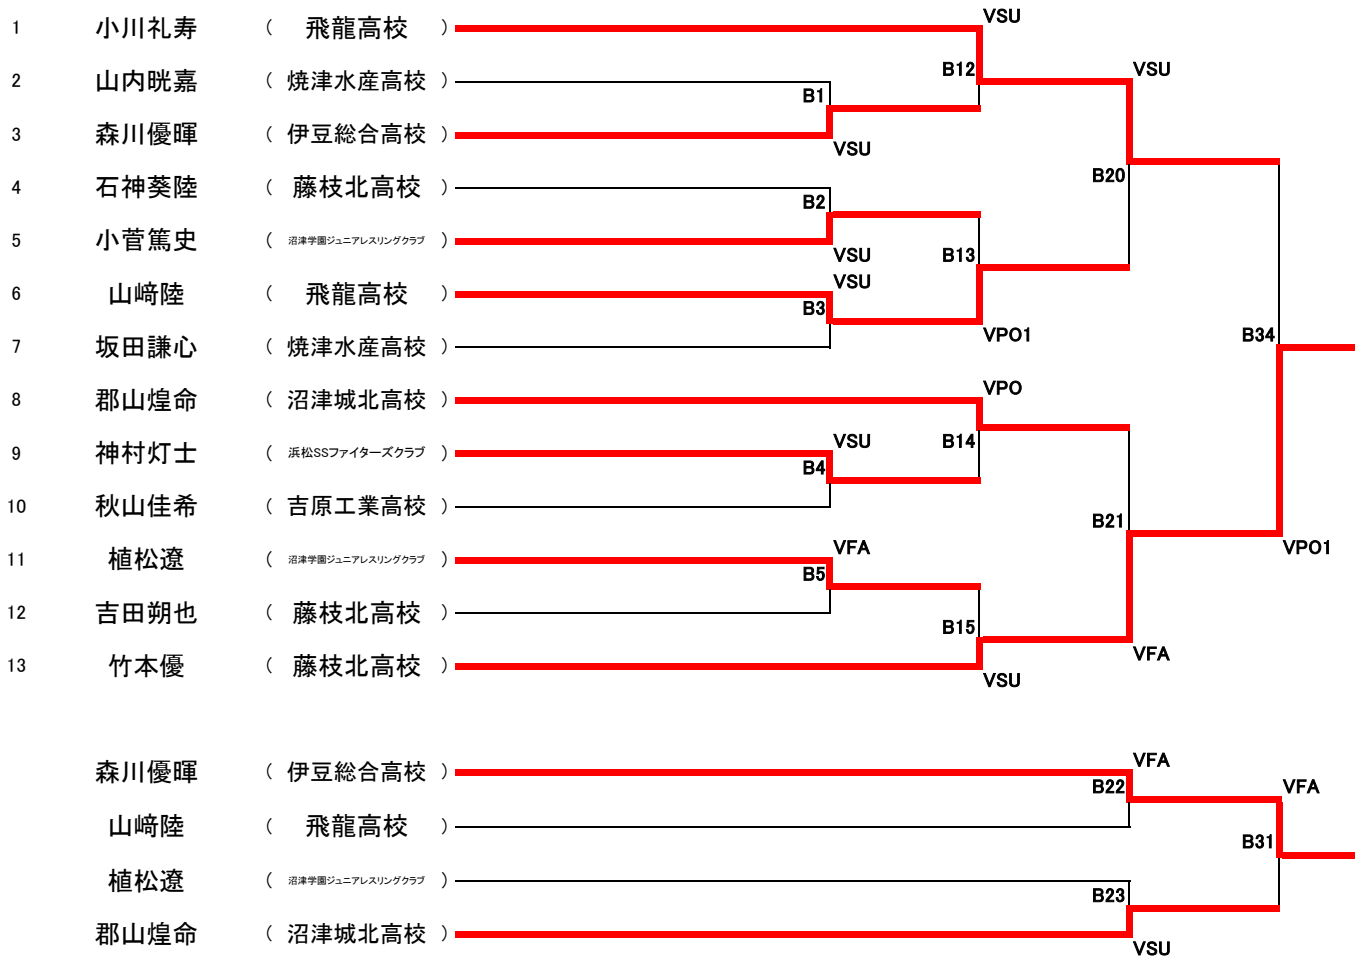 VSU
1 小川礼寿 ( 飛龍高校 )
B12 VSU
2 山内晄嘉 ( 焼津水産高校 )
B1
3 森川優暉 ( 伊豆総合高校 )
VSU
B20
4 石神葵陸 ( 藤枝北高校 )
B2
5 小菅篤史 ( 沼津学園ジュニアレスリングクラブ )
VSU B13
VSU
6 山﨑陸 ( 飛龍高校 )
B3
VPO1 B34
7 坂田謙心 ( 焼津水産高校 )
VPO
8 郡山煌命 ( 沼津城北高校 )
VSU B14
9 神村灯士 ( 浜松SSファイターズクラブ )
B4
10 秋山佳希 ( 吉原工業高校 )
B21
VFA VPO1
11 植松遼 ( 沼津学園ジュニアレスリングクラブ )
B5
12 吉田朔也 ( 藤枝北高校 )
B15
VFA
13 竹本優 ( 藤枝北高校 )
VSU
VFA
森川優暉 ( 伊豆総合高校 )
B22 VFA
山﨑陸 ( 飛龍高校 )
B31
植松遼 ( 沼津学園ジュニアレスリングクラブ )
B23
郡山煌命 ( 沼津城北高校 )
VSU